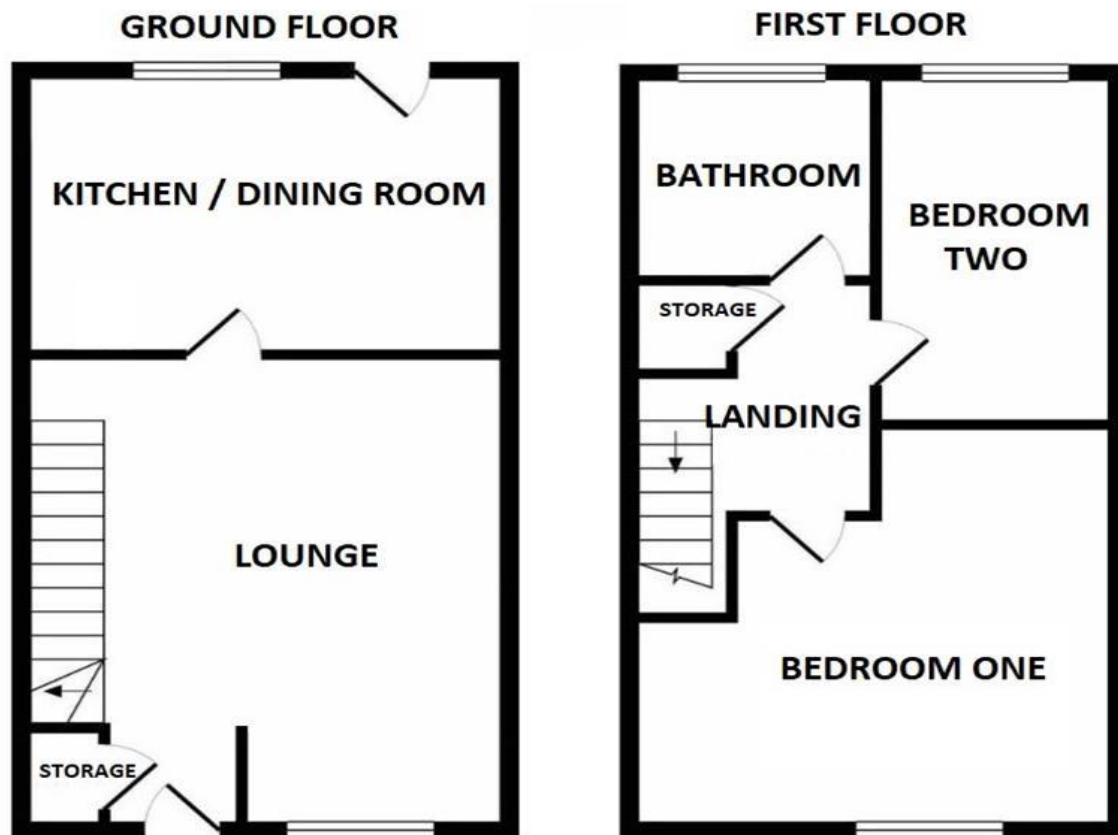 GROUND FLOOR
KITCHEN / DINING ROOM
LOUNGE
STORAGE
FIRST FLOOR
BATHROOM
BEDROOM
TWO
STORAGE
LANDING
BEDROOM ONE